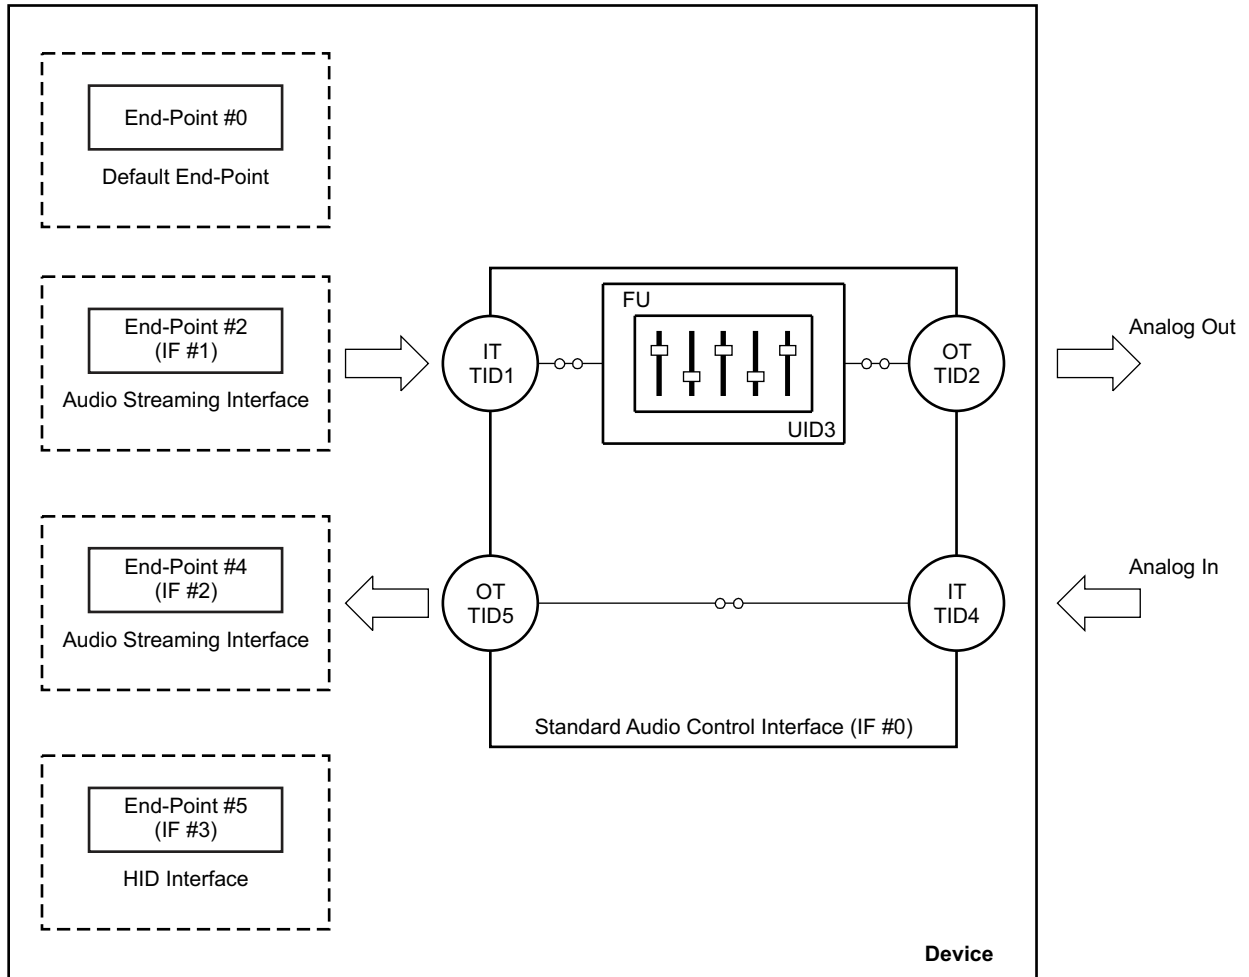 End-Point #0
Default End-Point
End-Point #2
(IF #1)
Audio Streaming Interface
IT
TID1
FU
UID3
OT
TID2
Analog Out
End-Point #4
(IF #2)
Audio Streaming Interface
OT
TID5
IT
TID4
Analog In
Standard Audio Control Interface (IF #0)
End-Point #5
(IF #3)
HID Interface
Device